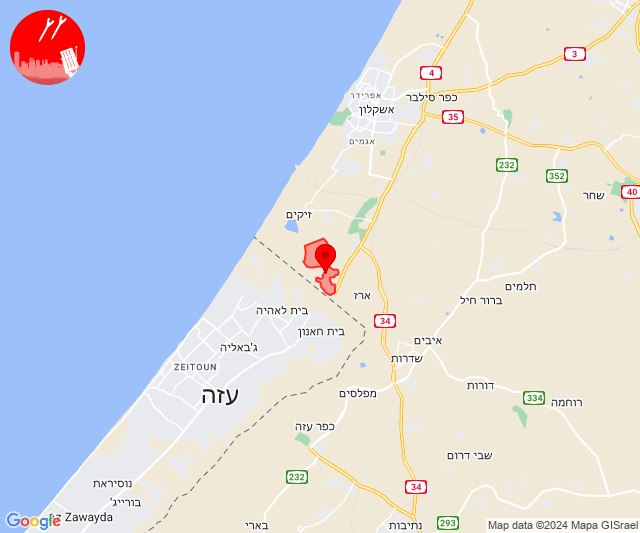 3
4
אפרידר
כפר סילבר
אשקלון
35
אגמים
232
352
40
שחר
זיקים
תלמים
ארז
ברור חיל
בית לאהיה
34
בית חאנון
ג'באליה
איבים
ZEITOUN
שדרות
עזה
מפלסים
דורות
334
רוחמה
כפר עזה
שבי דרום
232
נוסיראת
34
בורייג'
Zawayda
בארי
נתיבות
293
Google
Map data ©2024 Mapa GISrael